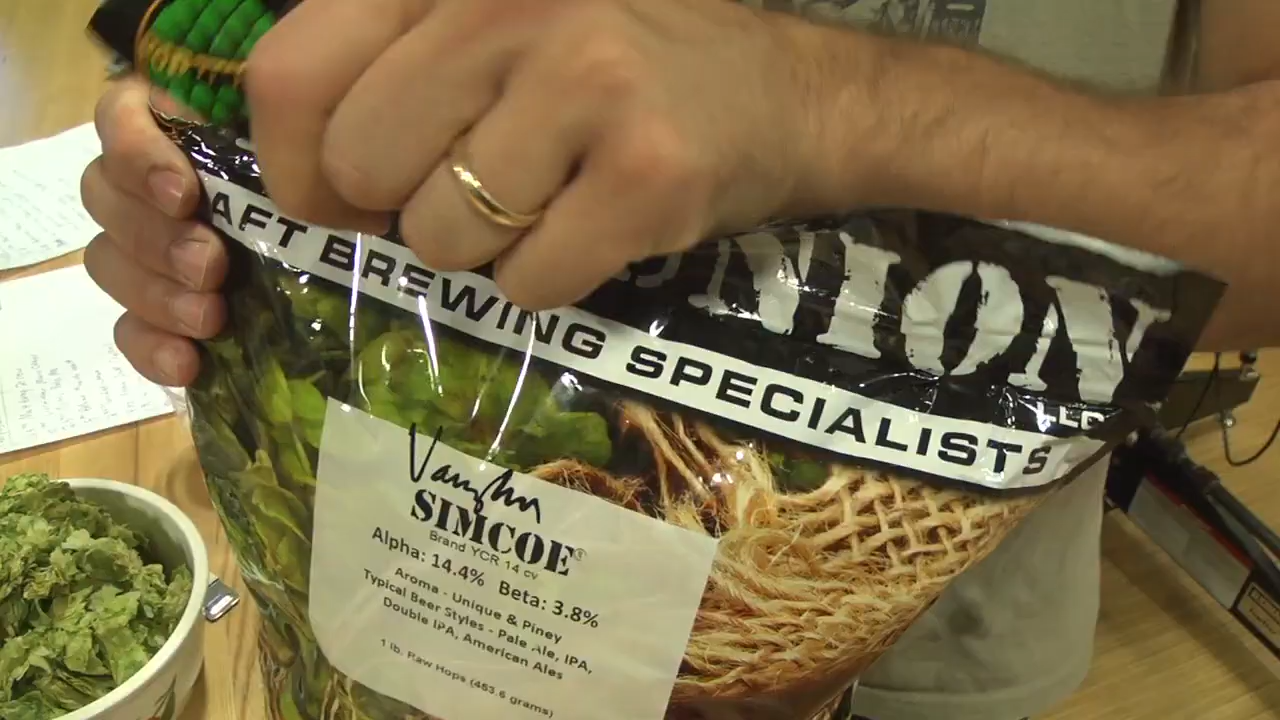 NION
LLC
AFT BREWING SPECIALISTS
Vaughn
SIMCOE®
Brand YCR 14 cv
Alpha: 14.4% Beta: 3.8%
Aroma - Unique & Piney
Typical Beer Styles - Pale Ale, IPA,
Double IPA, American Ales
1 lb. Raw Hops (453.6 grams)